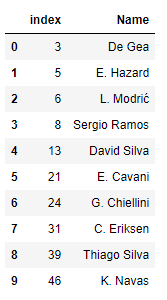 index Name
0 3 De Gea
1 5 E. Hazard
2 6 L. Modrić
3 8 Sergio Ramos
4 13 David Silva
5 21 E. Cavani
6 24 G. Chiellini
7 31 C. Eriksen
8 39 Thiago Silva
9 46 K. Navas